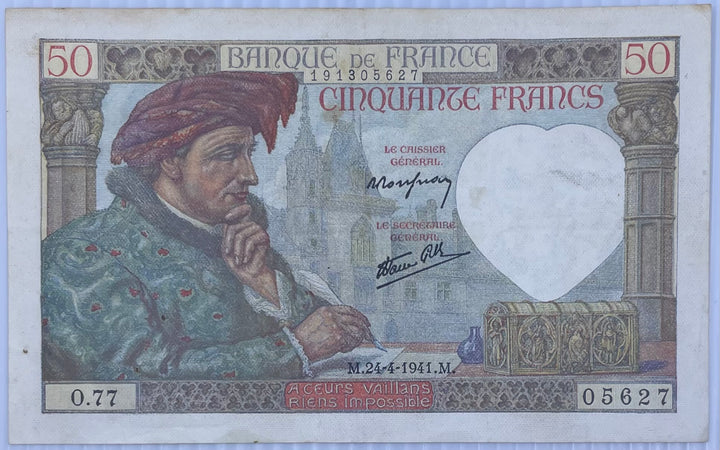 50 BANQUE DE FRANCE 50
191305627
CINQUANTE FRANCS
LE CAISSIER
GÉNÉRAL
LE SECRÉTAIRE
GÉNÉRAL
M.24-4-1941.M.
O.77
A CŒURS VAILLANS
RIENS IMPOSSIBLE
05627